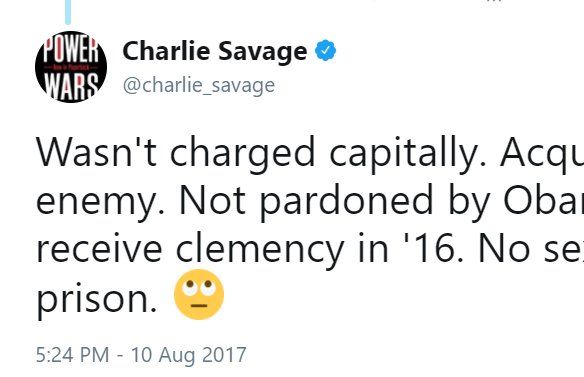 POWER
WARS
Charlie Savage
@charlie_savage
Wasn't charged capitally. Acqu
enemy. Not pardoned by Obar
receive clemency in '16. No se
prison. 🙄
5:24 PM - 10 Aug 2017